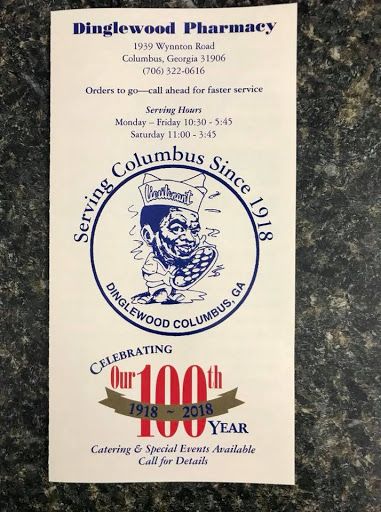 Dinglewood Pharmacy
1939 Wynnton Road
Columbus, Georgia 31906
(706) 322-0616
Orders to go—call ahead for faster service
Serving Hours
Monday – Friday 10:30 - 5:45
Saturday 11:00 - 3:45
Serving Columbus Since 1918
Lieutenant
DINGLEWOOD COLUMBUS, GA
CELEBRATING
Our 100th
1918 ~ 2018
YEAR
Catering & Special Events Available
Call for Details